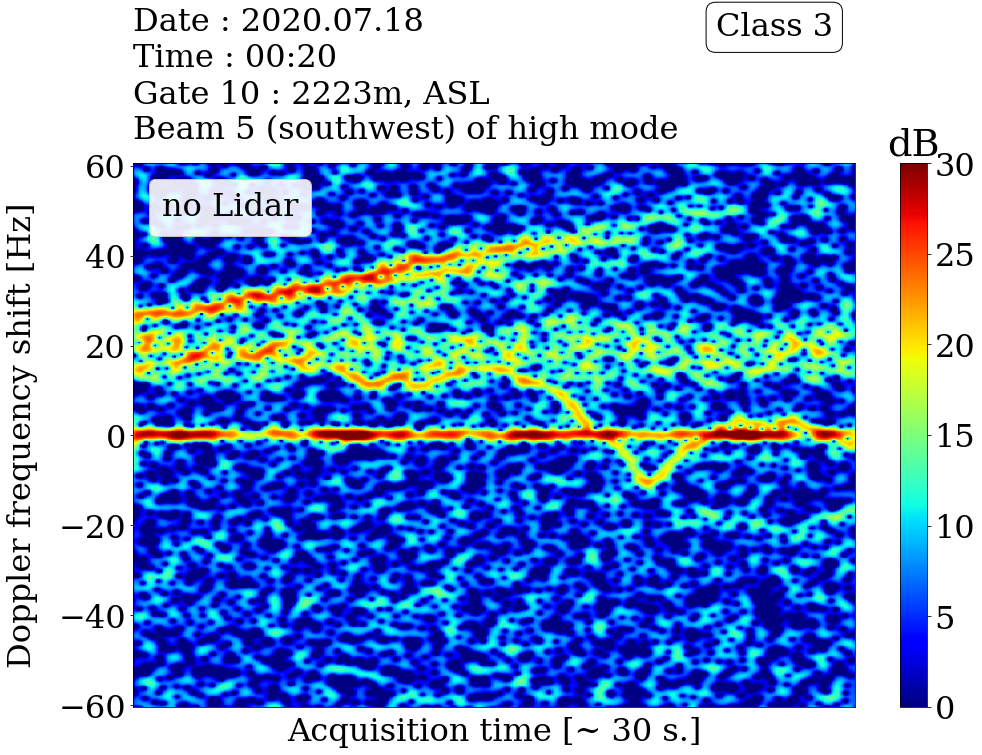 Date : 2020.07.18
Time : 00:20
Gate 10 : 2223m, ASL
Beam 5 (southwest) of high mode
Class 3
dB
no Lidar
60
40
20
0
−20
−40
−60
Doppler frequency shift [Hz]
Acquisition time [~ 30 s.]
30
25
20
15
10
5
0